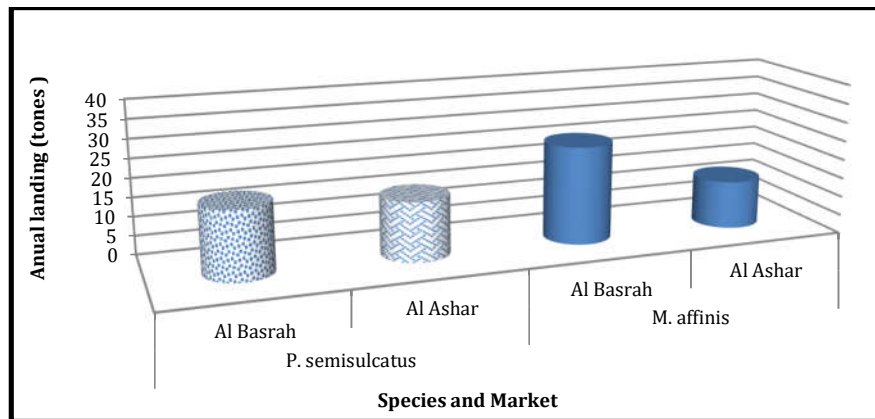 Anual landing (tones )
40
35
30
25
20
15
10
5
0
Al Basrah
Al Ashar
Al Basrah
Al Ashar
P. semisulcatus
M. affinis
Species and Market